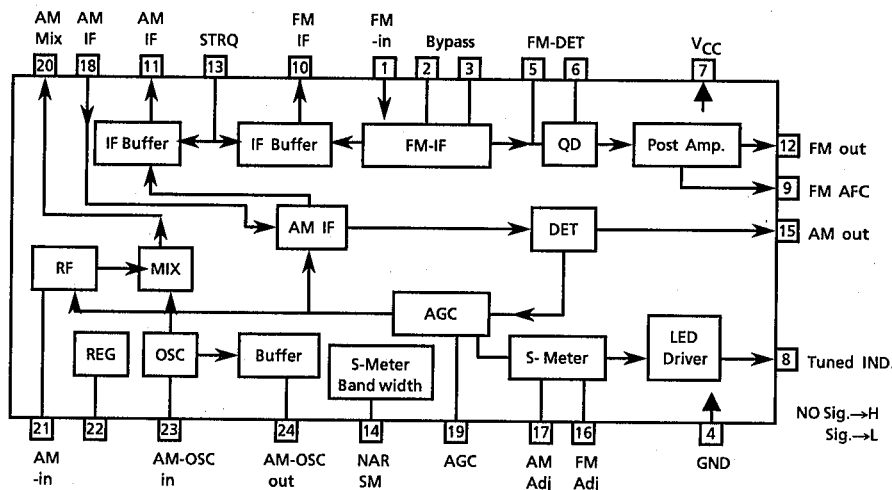 AM AM AM FM FM
Mix IF IF STRQ IF -in Bypass FM-DET VCC
20 18 11 13 10 1 2 3 5 6 7
IF Buffer IF Buffer FM-IF QD Post Amp. 12 FM out
9 FM AFC
AM IF DET 15 AM out
RF MIX
AGC
REG OSC Buffer S-Meter Band width S- Meter LED Driver 8 Tuned IND.
NO Sig.→H
Sig.→L
21 22 23 24 14 19 17 16 4
AM AM-OSC AM-OSC NAR AGC AM FM GND
-in in out SM Adj Adj